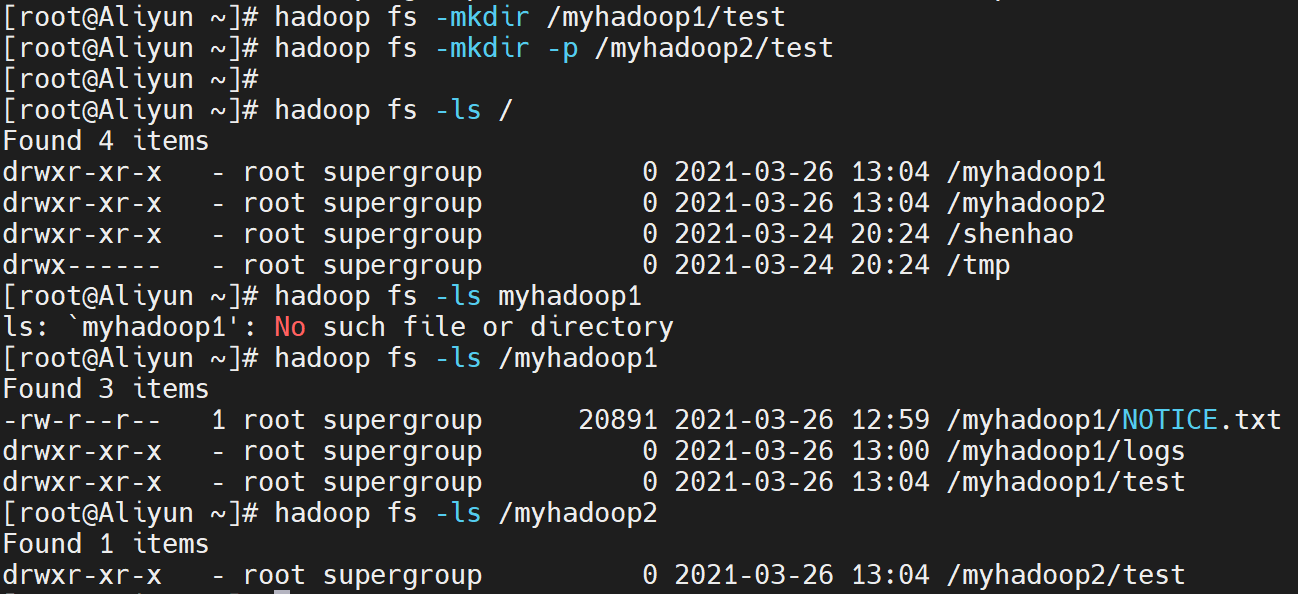 [root@Aliyun ~]# hadoop fs -mkdir /myhadoop1/test
[root@Aliyun ~]# hadoop fs -mkdir -p /myhadoop2/test
[root@Aliyun ~]#
[root@Aliyun ~]# hadoop fs -ls /
Found 4 items
drwxr-xr-x   - root supergroup          0 2021-03-26 13:04 /myhadoop1
drwxr-xr-x   - root supergroup          0 2021-03-26 13:04 /myhadoop2
drwxr-xr-x   - root supergroup          0 2021-03-24 20:24 /shenhao
drwx------   - root supergroup          0 2021-03-24 20:24 /tmp
[root@Aliyun ~]# hadoop fs -ls myhadoop1
ls: `myhadoop1': No such file or directory
[root@Aliyun ~]# hadoop fs -ls /myhadoop1
Found 3 items
-rw-r--r--   1 root supergroup      20891 2021-03-26 12:59 /myhadoop1/NOTICE.txt
drwxr-xr-x   - root supergroup          0 2021-03-26 13:00 /myhadoop1/logs
drwxr-xr-x   - root supergroup          0 2021-03-26 13:04 /myhadoop1/test
[root@Aliyun ~]# hadoop fs -ls /myhadoop2
Found 1 items
drwxr-xr-x   - root supergroup          0 2021-03-26 13:04 /myhadoop2/test